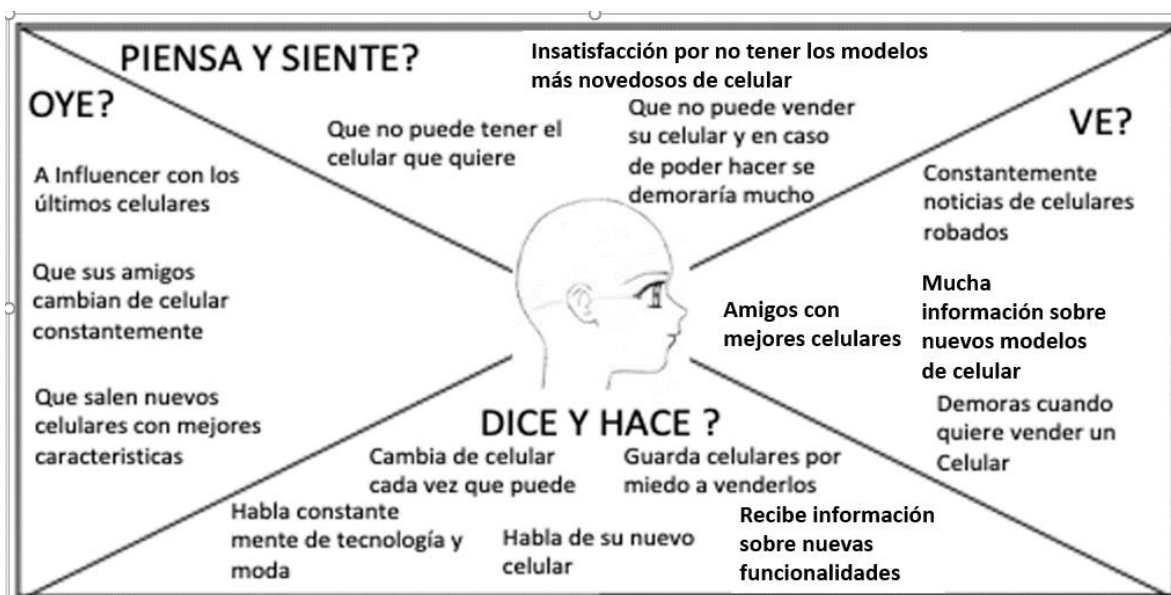 PIENSA Y SIENTE?
Insatisfacción por no tener los modelos
más novedosos de celular
Que no puede tener el
celular que quiere
Que no puede vender
su celular y en caso
de poder hacer se
demoraría mucho
OYE?
A Influencer con los
últimos celulares
Que sus amigos
cambian de celular
constantemente
Que salen nuevos
celulares con mejores
caracteristicas
VE?
Constantemente
noticias de celulares
robados
Amigos con
mejores celulares
Mucha
información sobre
nuevos modelos
de celular
Demoras cuando
quiere vender un
Celular
DICE Y HACE ?
Cambia de celular
cada vez que puede
Guarda celulares por
miedo a venderlos
Habla constante
mente de tecnología y
moda
Habla de su nuevo
celular
Recibe información
sobre nuevas
funcionalidades